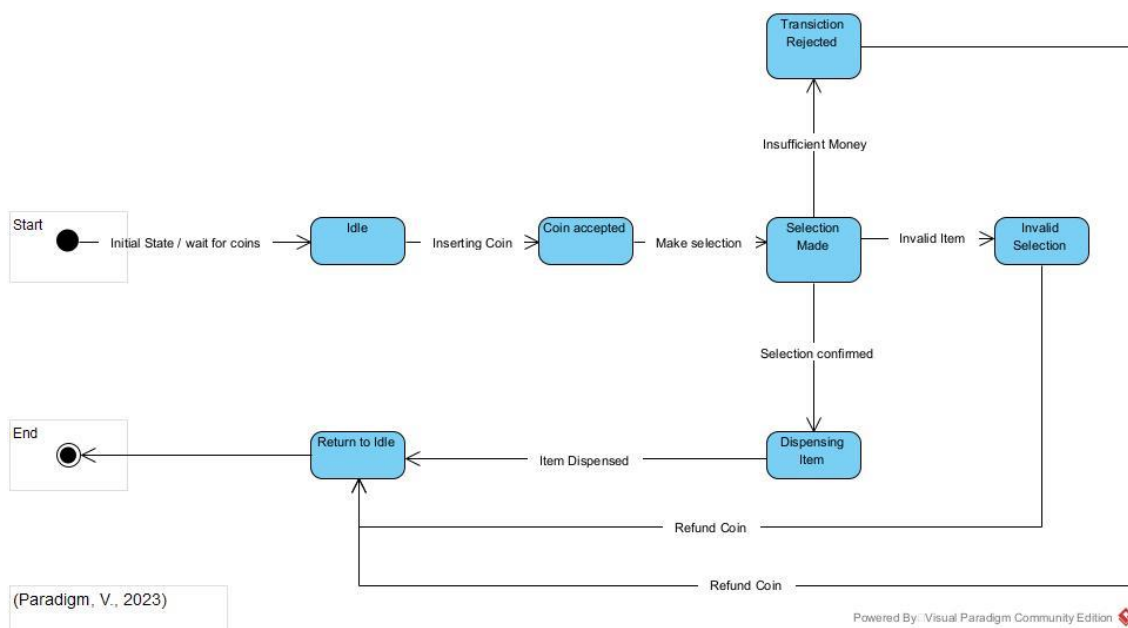 Transiction
Rejected
Insufficient Money
Start
Initial State / wait for coins
Idle
Inserting Coin
Coin accepted
Make selection
Selection
Made
Invalid Item
Invalid
Selection
Selection confirmed
End
Return to Idle
Item Dispensed
Dispensing
Item
Refund Coin
Refund Coin
(Paradigm, V., 2023)
Powered By: Visual Paradigm Community Edition